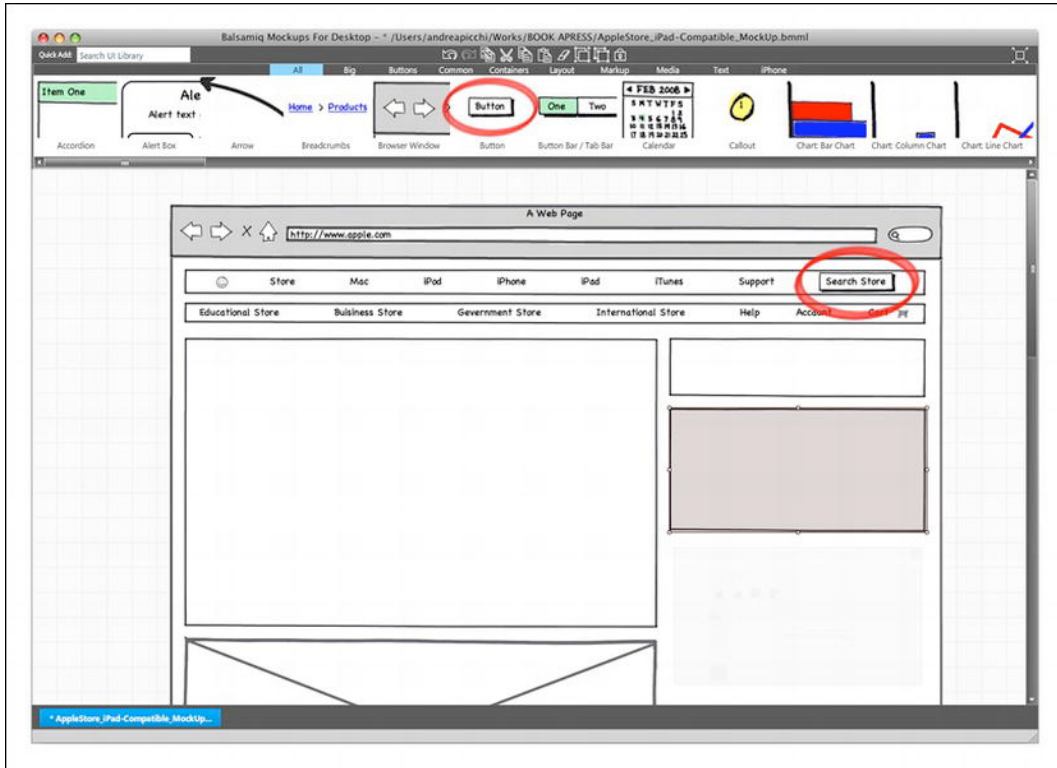 Balsamiq Mockups For Desktop - * /Users/andreapicchi/Works/BOOK APRESS/AppleStore_iPad-Compatible_MockUp.bmml
Quick Add: Search UI Library
All Big Buttons Common Containers Layout Markup Media Text iPhone
Item One
Ale
Alert text
Home > Products
Button
One Two
FEB 2008
S M T W T F S
Accordion Alert Box Arrow Breadcrumbs Browser Window Button Button Bar / Tab Bar Calendar Callout Chart: Bar Chart Chart: Column Chart Chart: Line Chart
A Web Page
http://www.apple.com
Store Mac iPod iPhone iPad iTunes Support Search Store
Educational Store Buisiness Store Gevernment Store International Store Help Account Cart
* AppleStore_iPad-Compatible_MockUp...